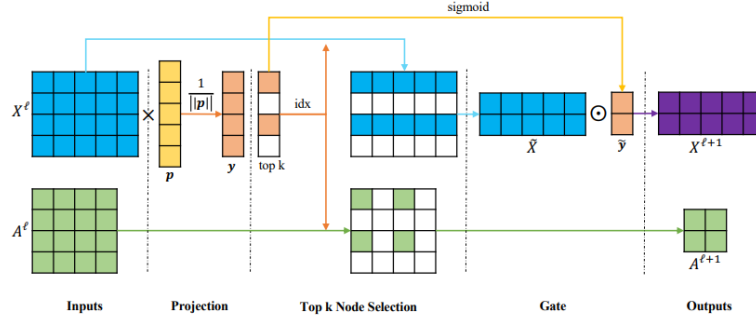 sigmoid
X^ℓ
×
1
||p||
p
y
idx
top k
X̃
⊙
ỹ
X^{ℓ+1}
A^ℓ
A^{ℓ+1}
Inputs Projection Top k Node Selection Gate Outputs